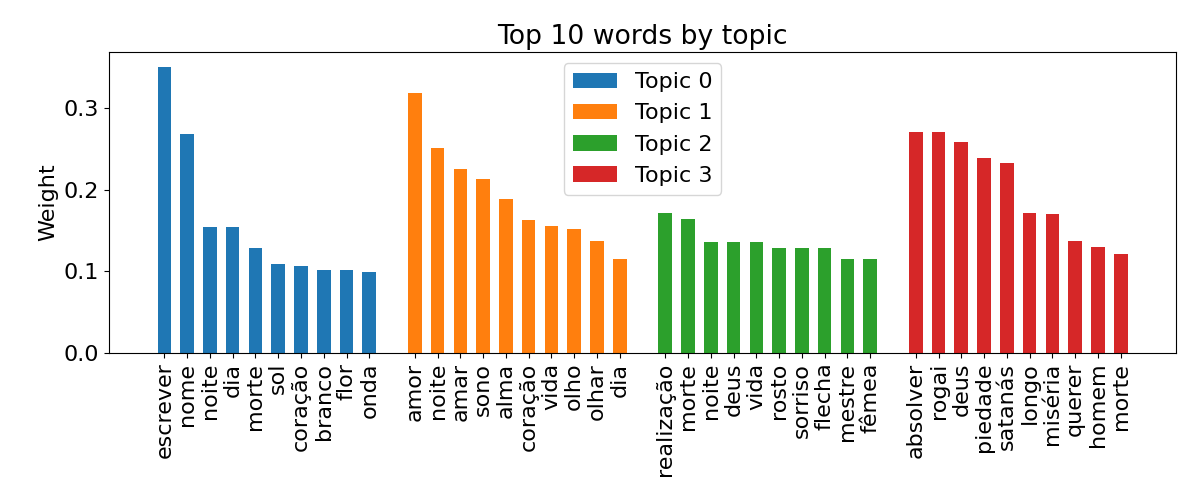 Top 10 words by topic
Topic 0
Topic 1
Topic 2
Topic 3
Weight
0.3
0.2
0.1
0.0
escrever
nome
noite
dia
morte
sol
coração
branco
flor
onda
amor
noite
amar
sono
alma
coração
vida
olho
olhar
dia
realização
morte
noite
deus
vida
rosto
sorriso
flecha
mestre
fêmea
absolver
rogai
deus
piedade
satanás
longo
miséria
querer
homem
morte